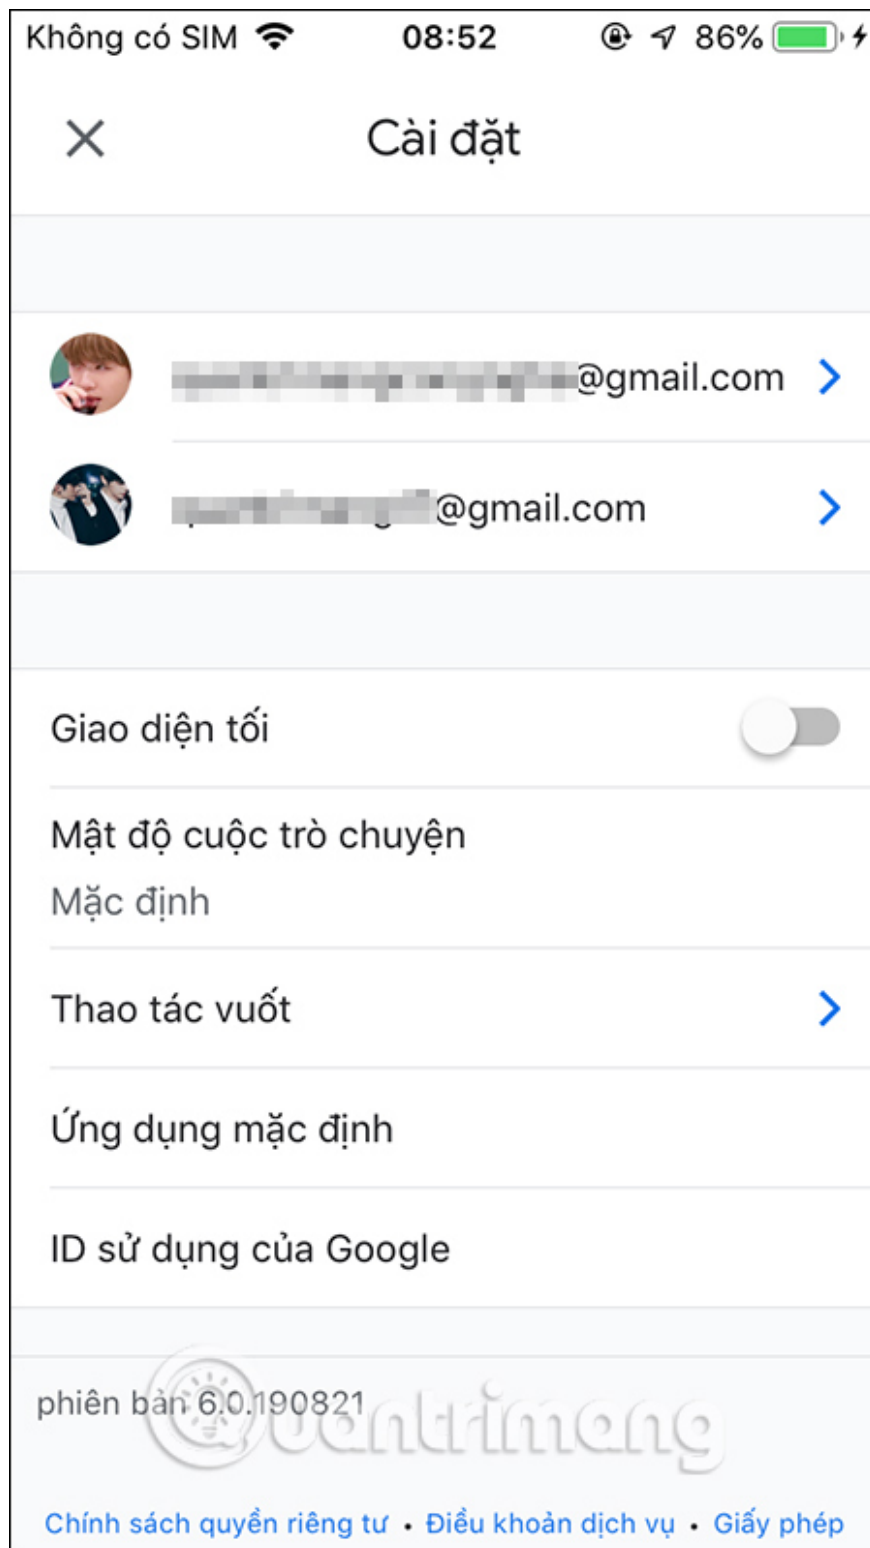 Không có SIM 08:52 86%
Cài đặt
@gmail.com
@gmail.com
Giao diện tối
Mật độ cuộc trò chuyện
Mặc định
Thao tác vuốt
Ứng dụng mặc định
ID sử dụng của Google
phiên bản 6.0.190821
Quantrimang
Chính sách quyền riêng tư • Điều khoản dịch vụ • Giấy phép